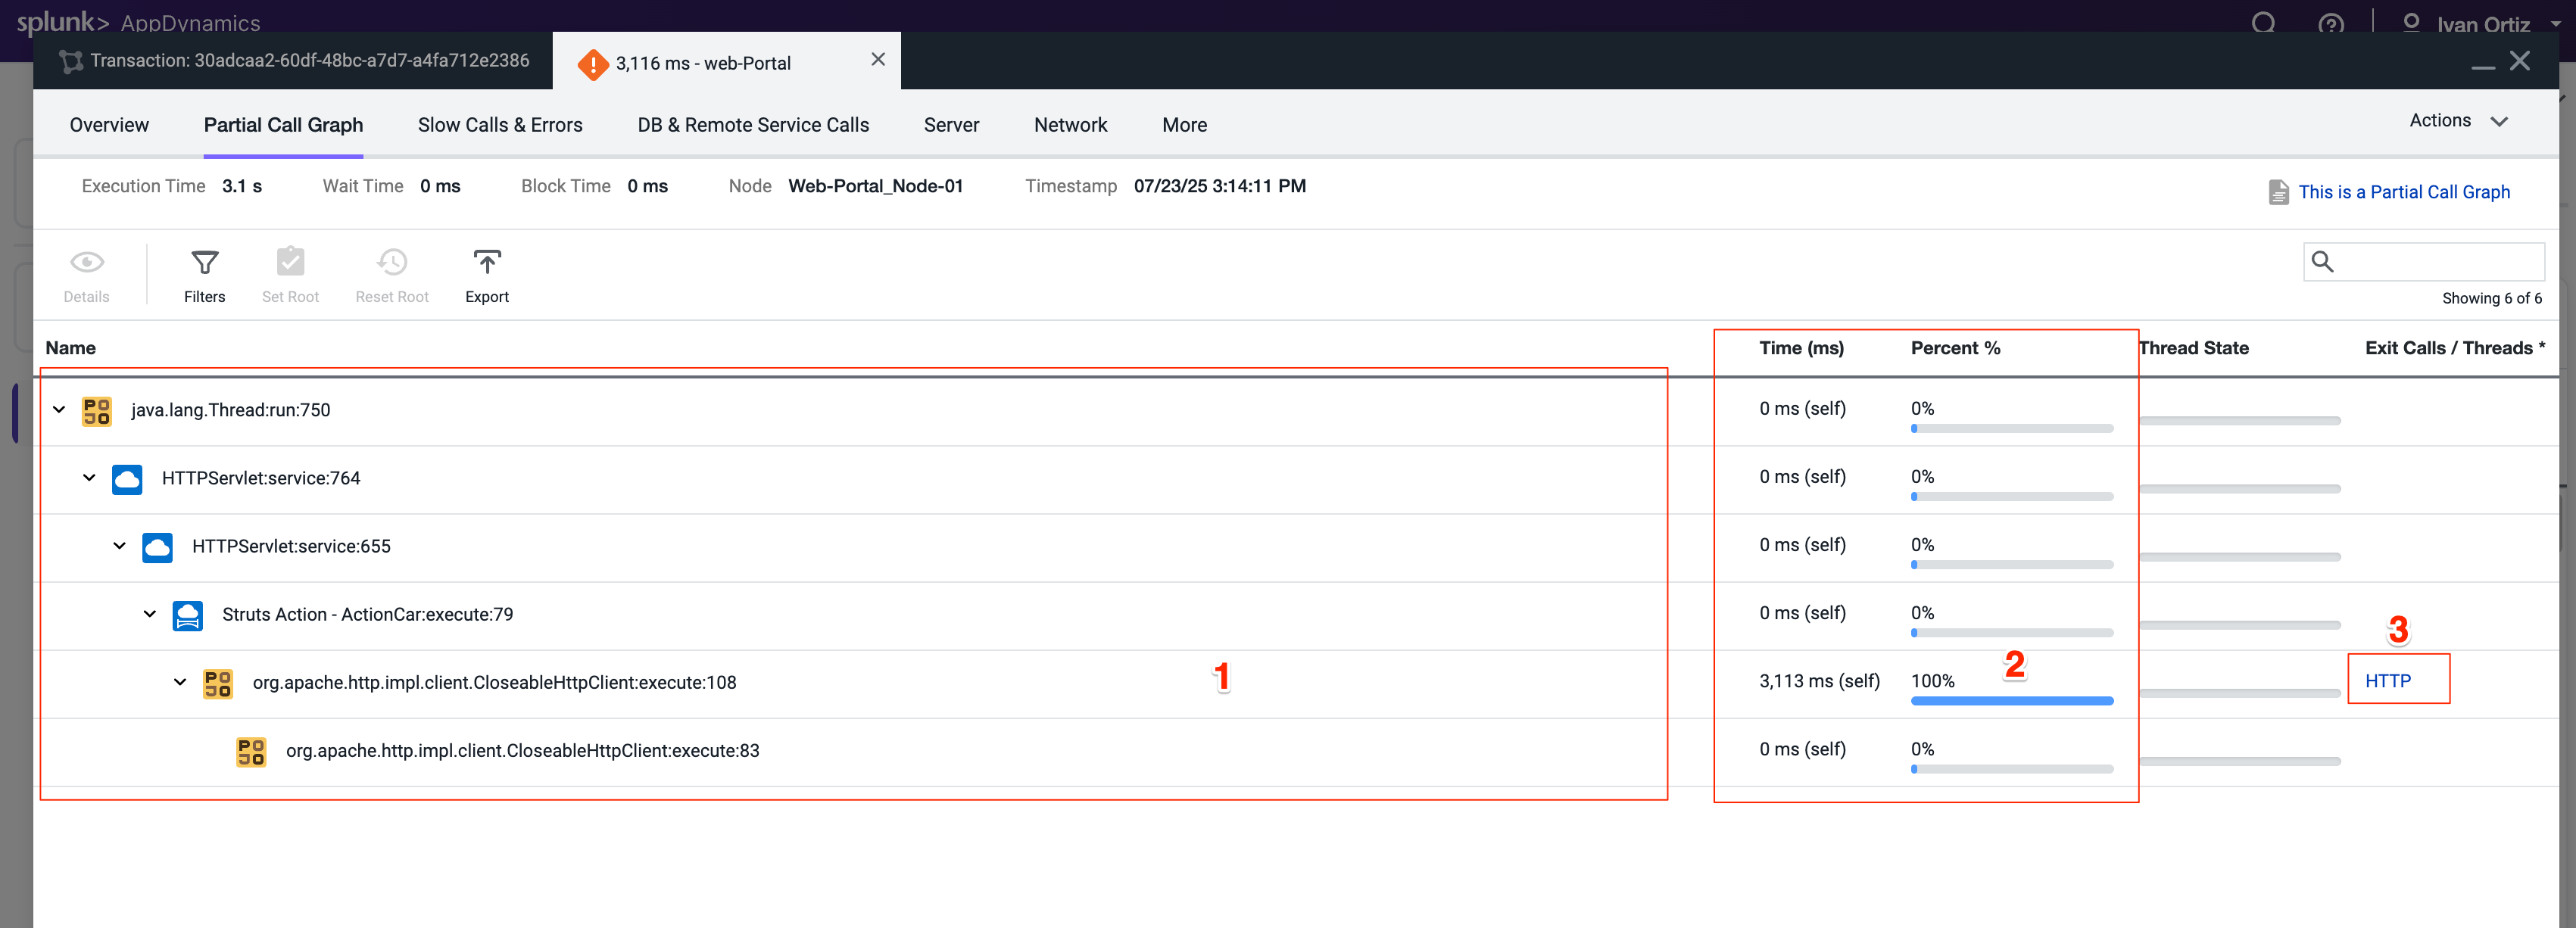 splunk> AppDynamics
Ivan Ortiz
Transaction: 30adcaa2-60df-48bc-a7d7-a4fa712e2386
3,116 ms - web-Portal
Overview
Partial Call Graph
Slow Calls & Errors
DB & Remote Service Calls
Server
Network
More
Actions
Execution Time 3.1 s
Wait Time 0 ms
Block Time 0 ms
Node Web-Portal_Node-01
Timestamp 07/23/25 3:14:11 PM
This is a Partial Call Graph
Details
Filters
Set Root
Reset Root
Export
Showing 6 of 6
Name Time (ms) Percent % Thread State Exit Calls / Threads *
POJO java.lang.Thread:run:750 0 ms (self) 0%
HTTPServlet:service:764 0 ms (self) 0%
HTTPServlet:service:655 0 ms (self) 0%
Struts Action - ActionCar:execute:79 0 ms (self) 0%
3
POJO org.apache.http.impl.client.CloseableHttpClient:execute:108 1 3,113 ms (self) 100% 2 HTTP
POJO org.apache.http.impl.client.CloseableHttpClient:execute:83 0 ms (self) 0%